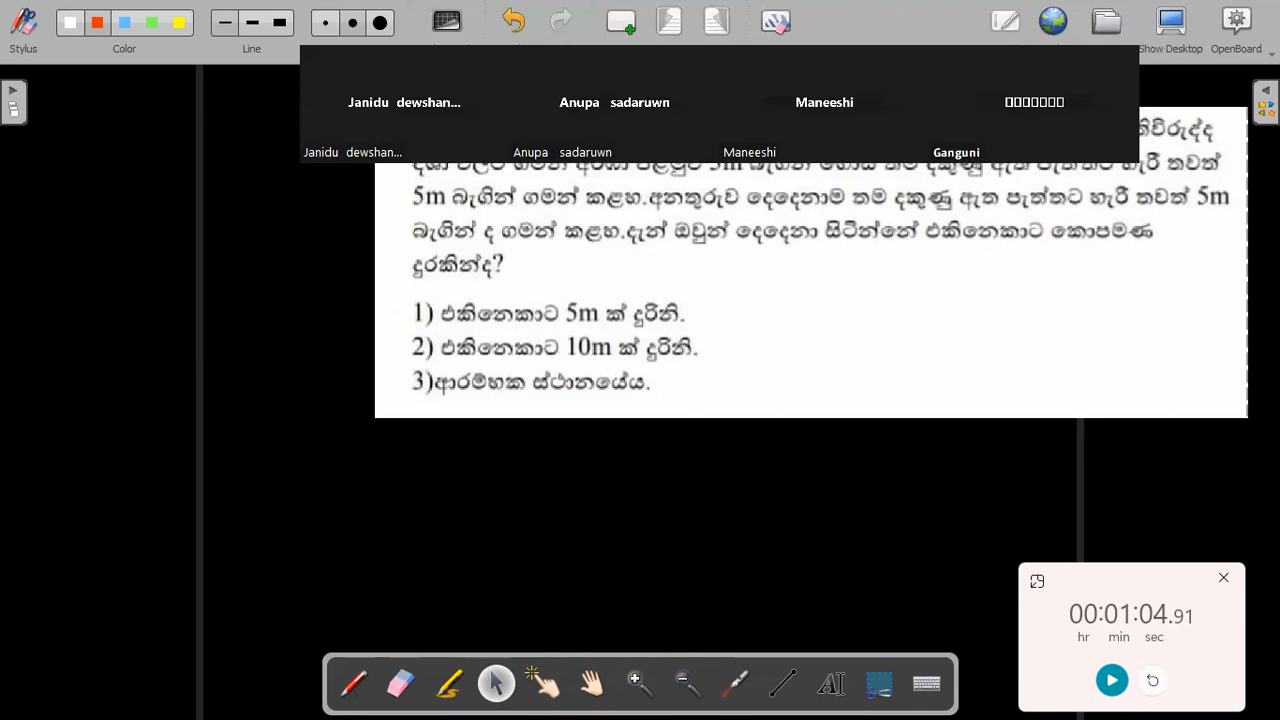 Stylus
Color
Line
Show Desktop
OpenBoard
Janidu dewshan...
Anupa sadaruwn
Maneeshi
Janidu dewshan...
Anupa sadaruwn
Maneeshi
Ganguni
5m බැගින් ගමන් කළහ.අනතුරුව දෙදෙනාම තම දකුණු ඇත පැත්තට හැරී තවත් 5m
බැගින් ද ගමන් කළහ.දැන් ඔවුන් දෙදෙනා සිටින්නේ එකිනෙකාට කොපමණ
දුරකින්ද?
1) එකිනෙකාට 5m ක් දුරිනි.
2) එකිනෙකාට 10m ක් දුරිනි.
3)ආරම්භක ස්ථානයේය.
00:01:04.91
hr min sec
AI